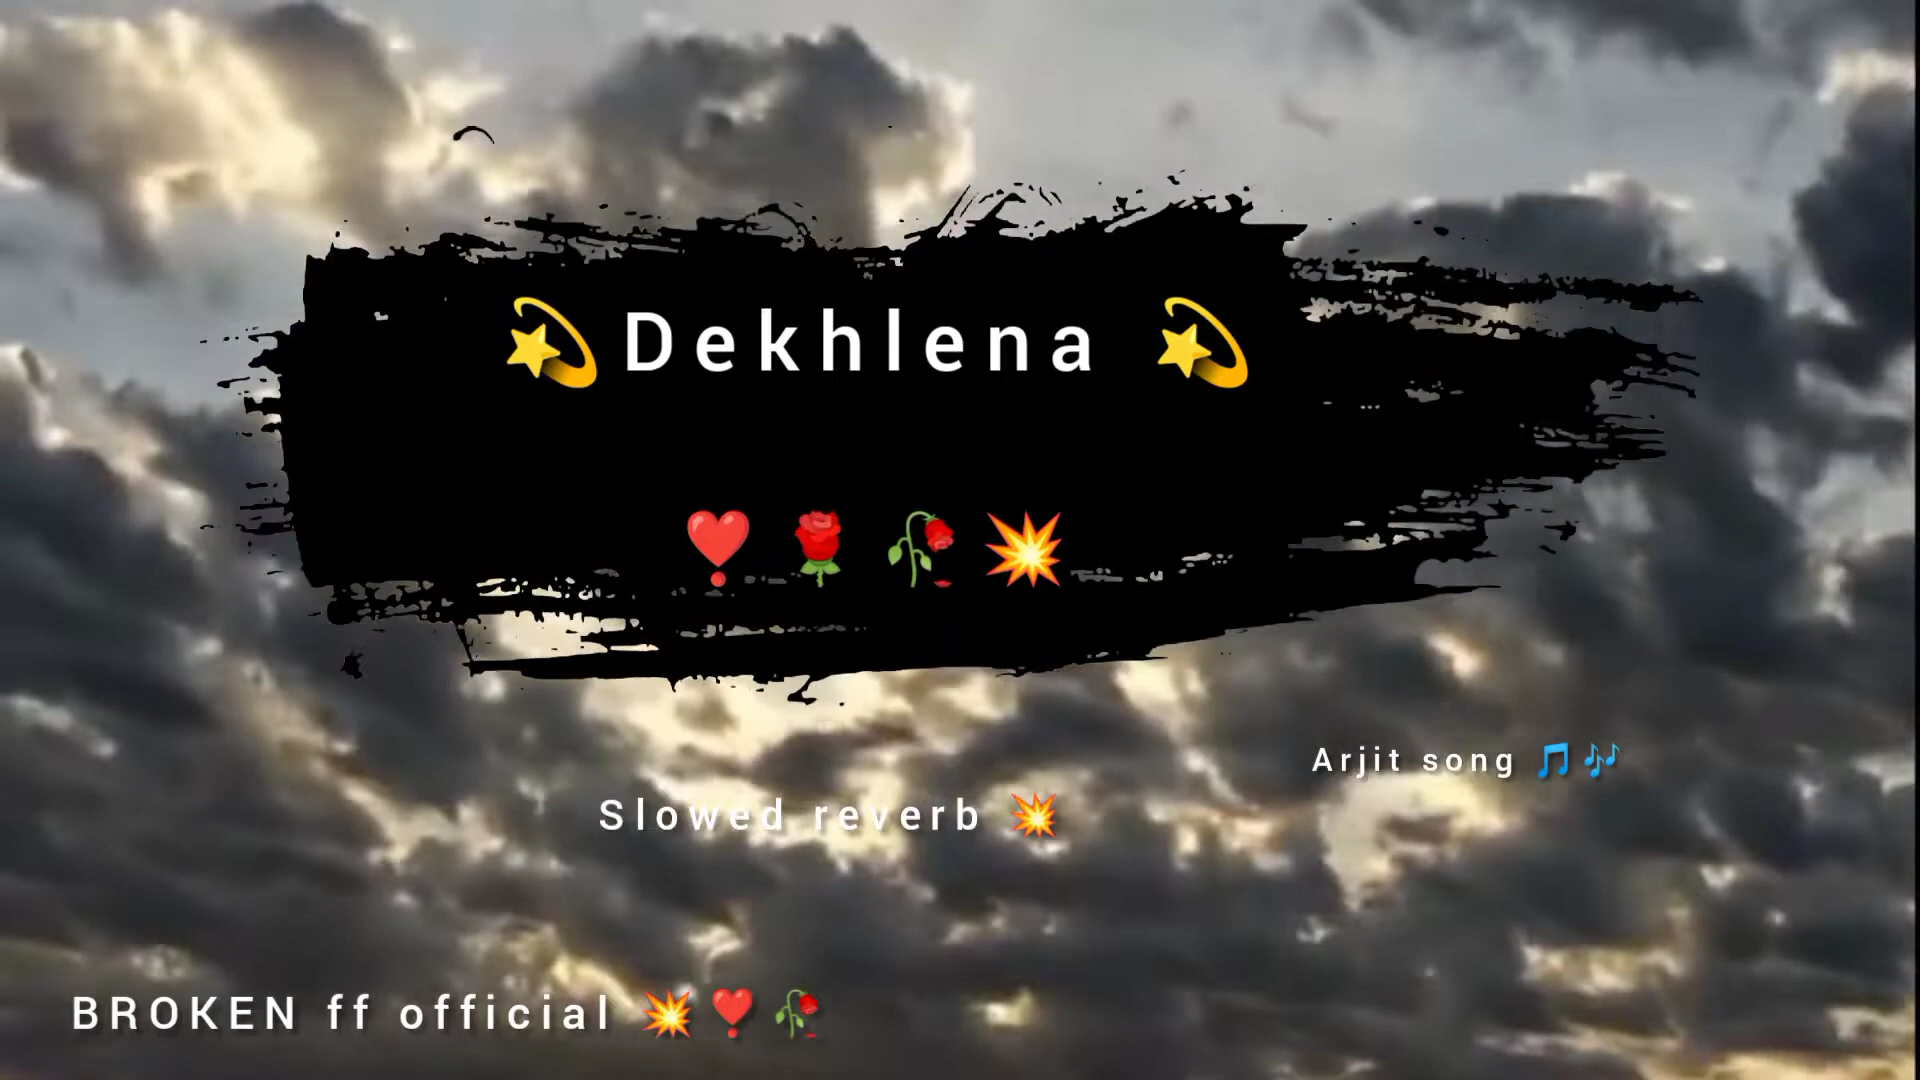 💫Dekhlena 💫
❣️🌹🥀💥
Arjit song 🎵🎶
Slowed reverb 💥
BROKEN ff official 💥❣️🥀